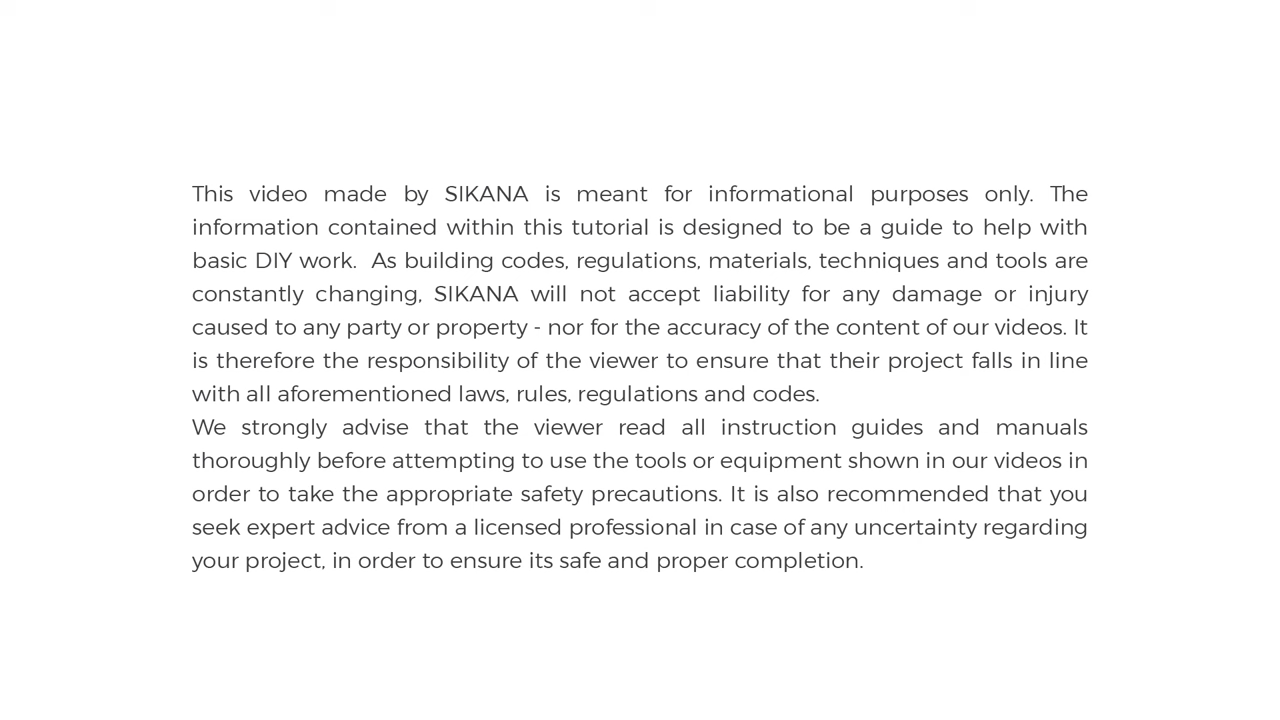 This video made by SIKANA is meant for informational purposes only. The
information contained within this tutorial is designed to be a guide to help with
basic DIY work.  As building codes, regulations, materials, techniques and tools are
constantly changing, SIKANA will not accept liability for any damage or injury
caused to any party or property - nor for the accuracy of the content of our videos. It
is therefore the responsibility of the viewer to ensure that their project falls in line
with all aforementioned laws, rules, regulations and codes.
We strongly advise that the viewer read all instruction guides and manuals
thoroughly before attempting to use the tools or equipment shown in our videos in
order to take the appropriate safety precautions. It is also recommended that you
seek expert advice from a licensed professional in case of any uncertainty regarding
your project, in order to ensure its safe and proper completion.